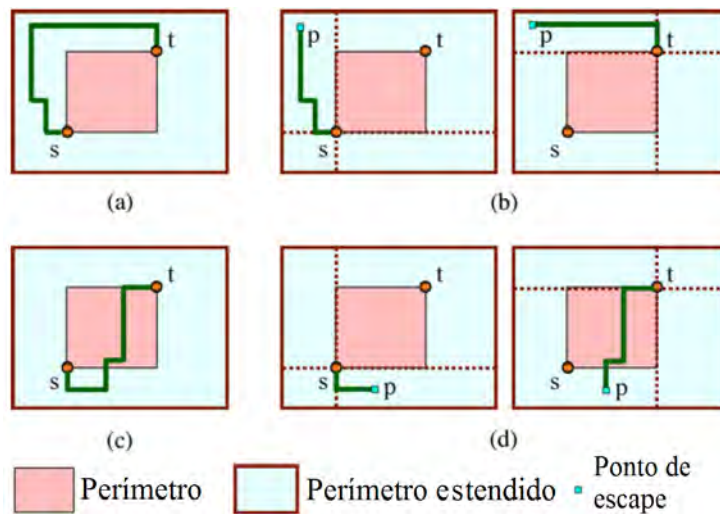 t
s
p
s
t
p
t
s
(a)
(b)
t
s
t
s
p
t
s
p
(c)
(d)
Perímetro
Perímetro estendido
Ponto de
escape